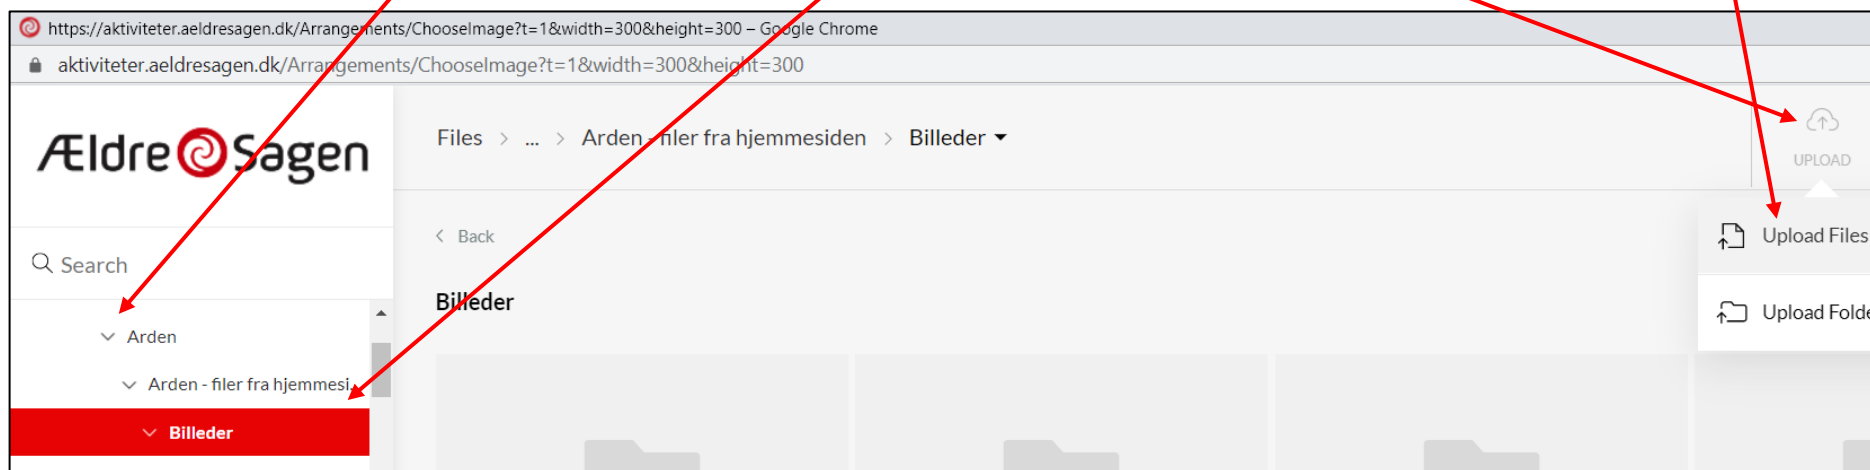 https://aktiviteter.aeldresagen.dk/Arrangements/ChooseImage?t=1&width=300&height=300 – Google Chrome
aktiviteter.aeldresagen.dk/Arrangements/ChooseImage?t=1&width=300&height=300
Ældre Sagen
Files > ... > Arden - filer fra hjemmesiden > Billeder
UPLOAD
< Back
Upload Files
Search
Billeder
Upload Folde
Arden
Arden - filer fra hjemmesi...
Billeder